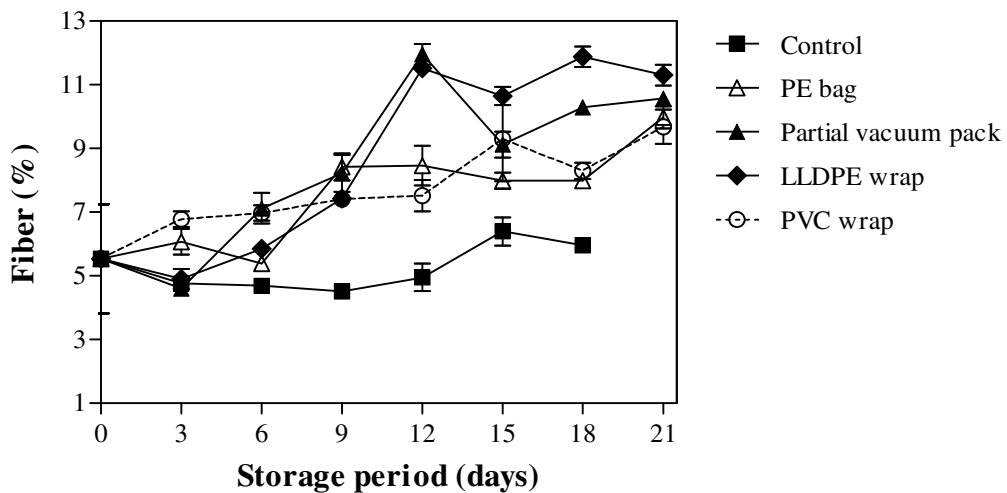 13
11
9
7
5
3
1
Fiber (%)
0 3 6 9 12 15 18 21
Storage period (days)
Control
PE bag
Partial vacuum pack
LLDPE wrap
PVC wrap